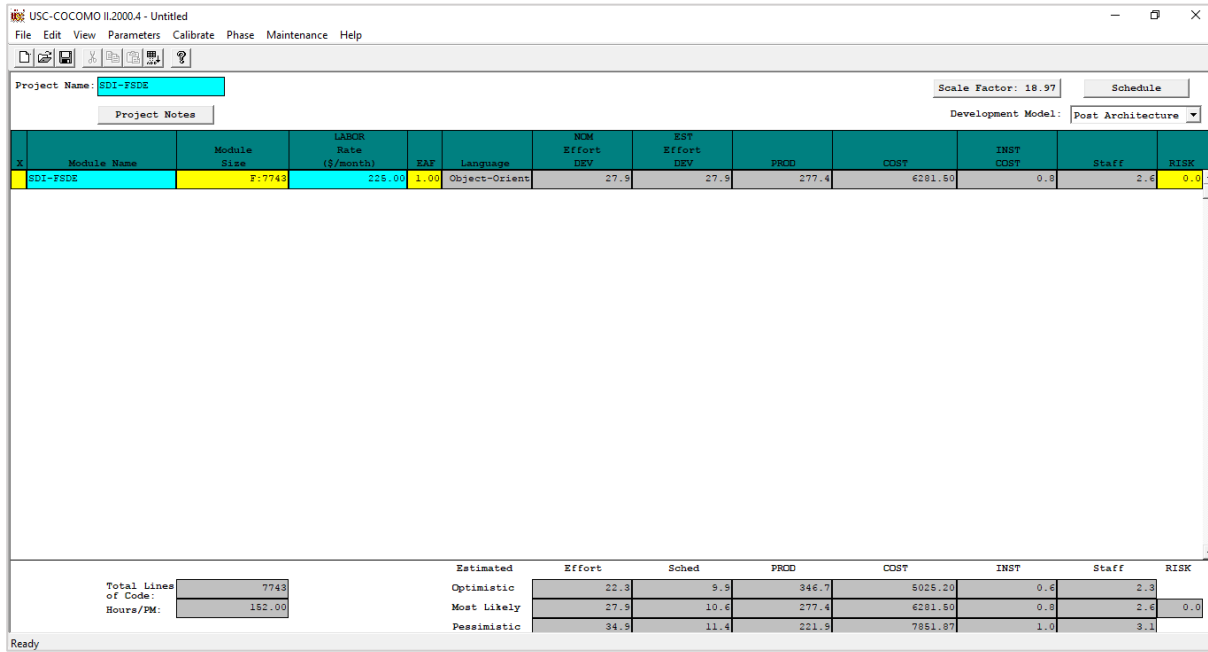 USC-COCOMO II.2000.4 - Untitled
File Edit View Parameters Calibrate Phase Maintenance Help
Project Name: SDI-FSDE
Scale Factor: 18.97 Schedule
Project Notes
Development Model: Post Architecture
X Module Name Module Size LABOR Rate ($/month) EAF Language NOM Effort DEV EST Effort DEV PROD COST INST COST Staff RISK
SDI-FSDE F:7743 225.00 1.00 Object-Orient 27.9 27.9 277.4 6281.50 0.8 2.6 0.0
Estimated Effort Sched PROD COST INST Staff RISK
Total Lines of Code: 7743
Optimistic 22.3 9.9 346.7 5025.20 0.6 2.3
Hours/PM: 152.00
Most Likely 27.9 10.6 277.4 6281.50 0.8 2.6 0.0
Pessimistic 34.9 11.4 221.9 7851.87 1.0 3.1
Ready